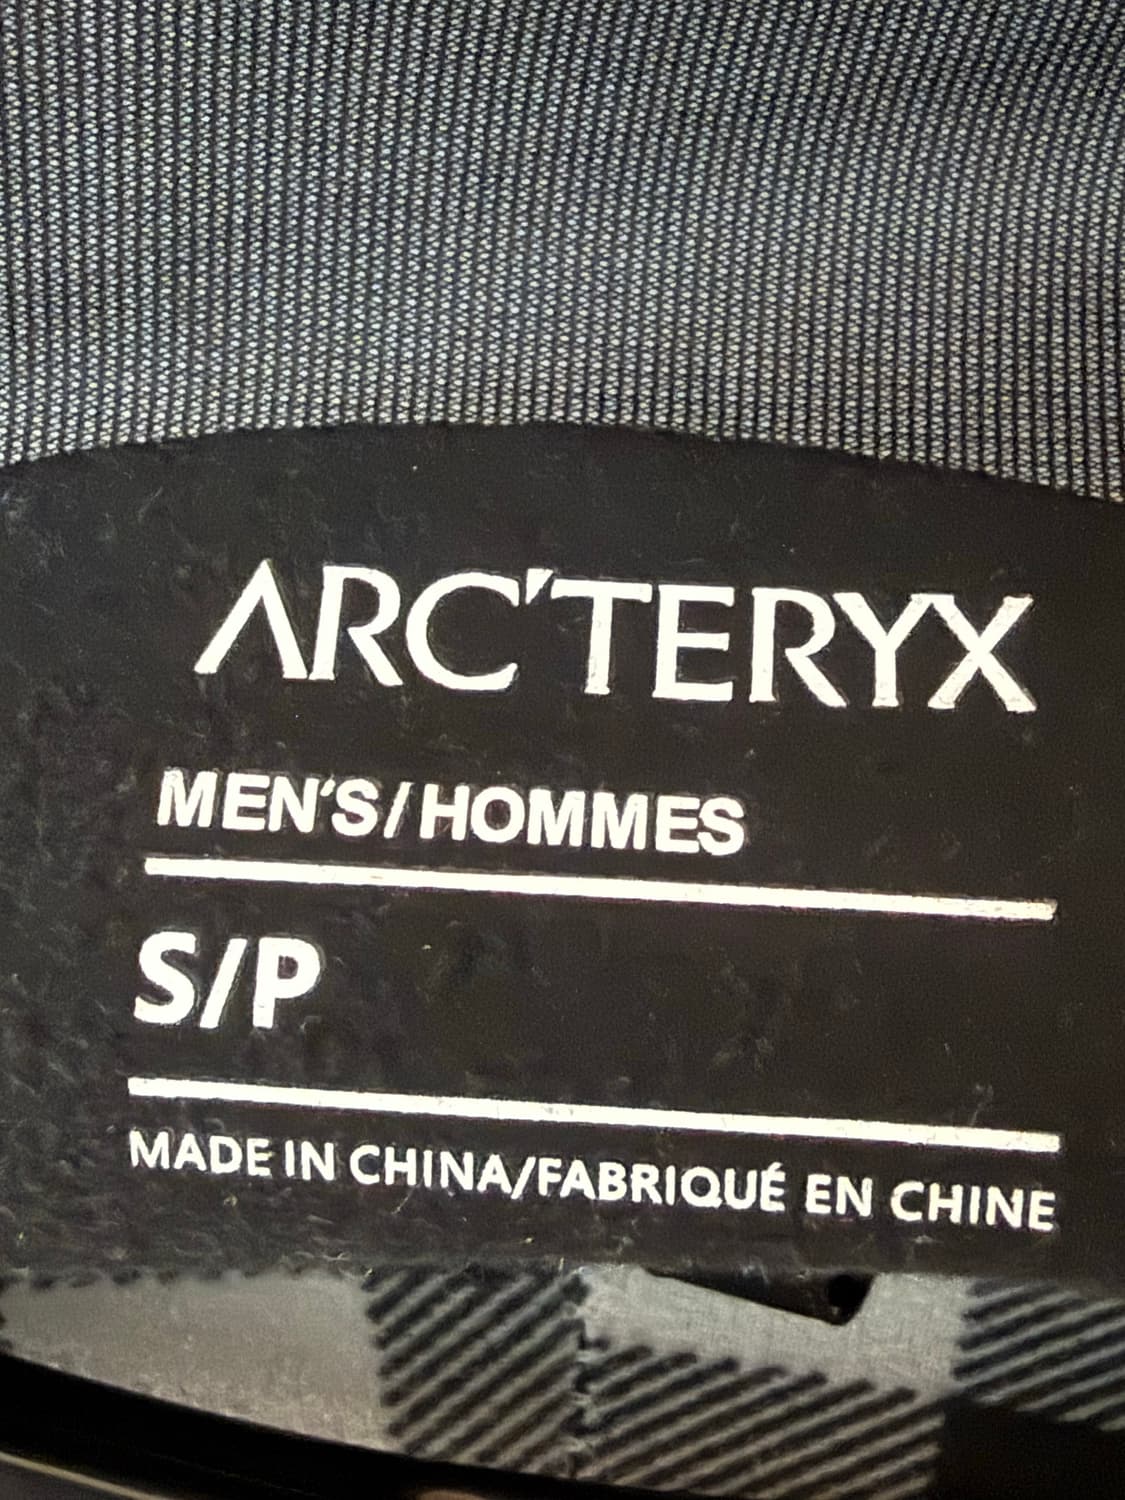 ARC'TERYX
MEN'S/HOMMES
S/P
MADE IN CHINA/FABRIQUÉ EN CHINE